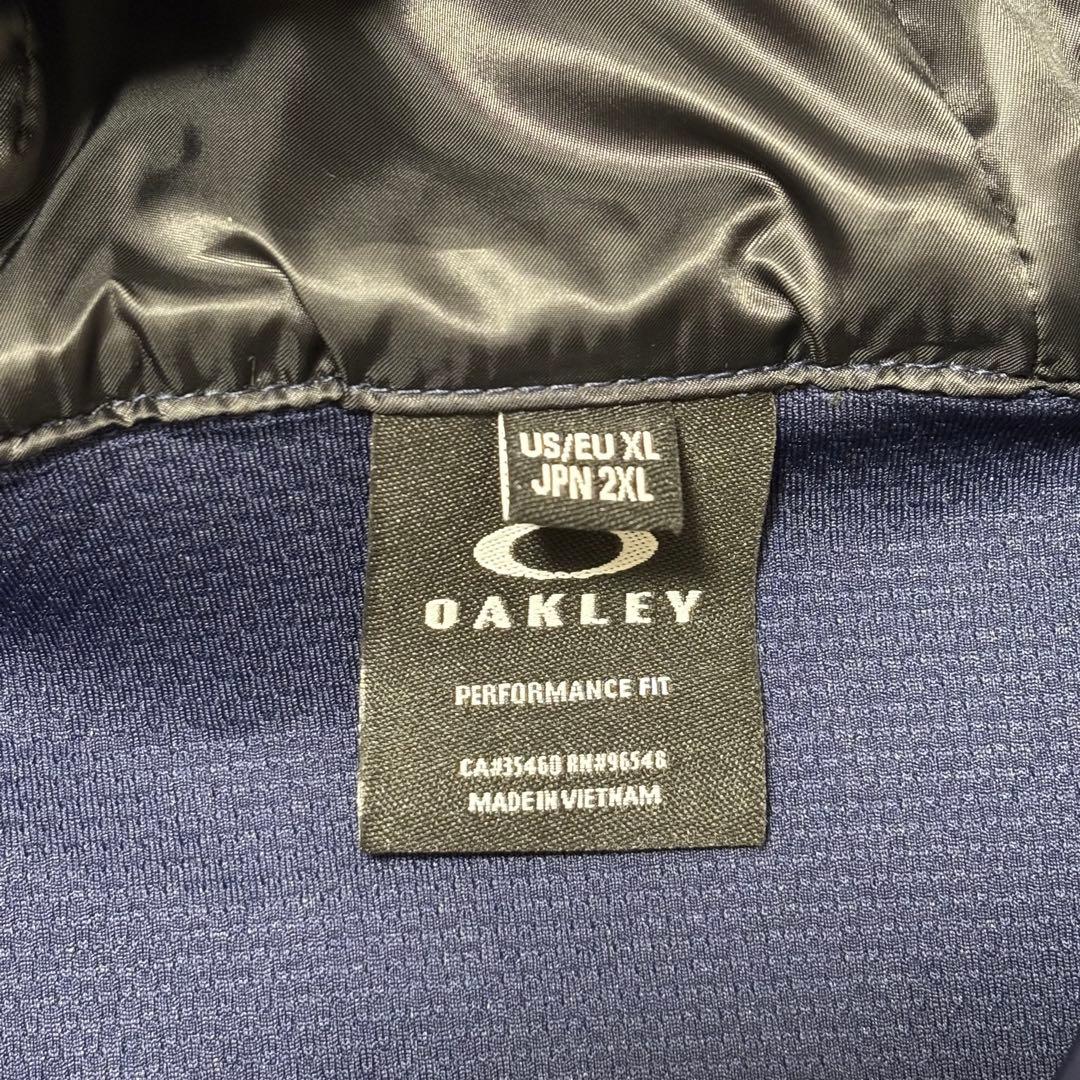 US/EU XL
JPN 2XL
OAKLEY
PERFORMANCE FIT
CA#35460 RN#96548
MADE IN VIETNAM